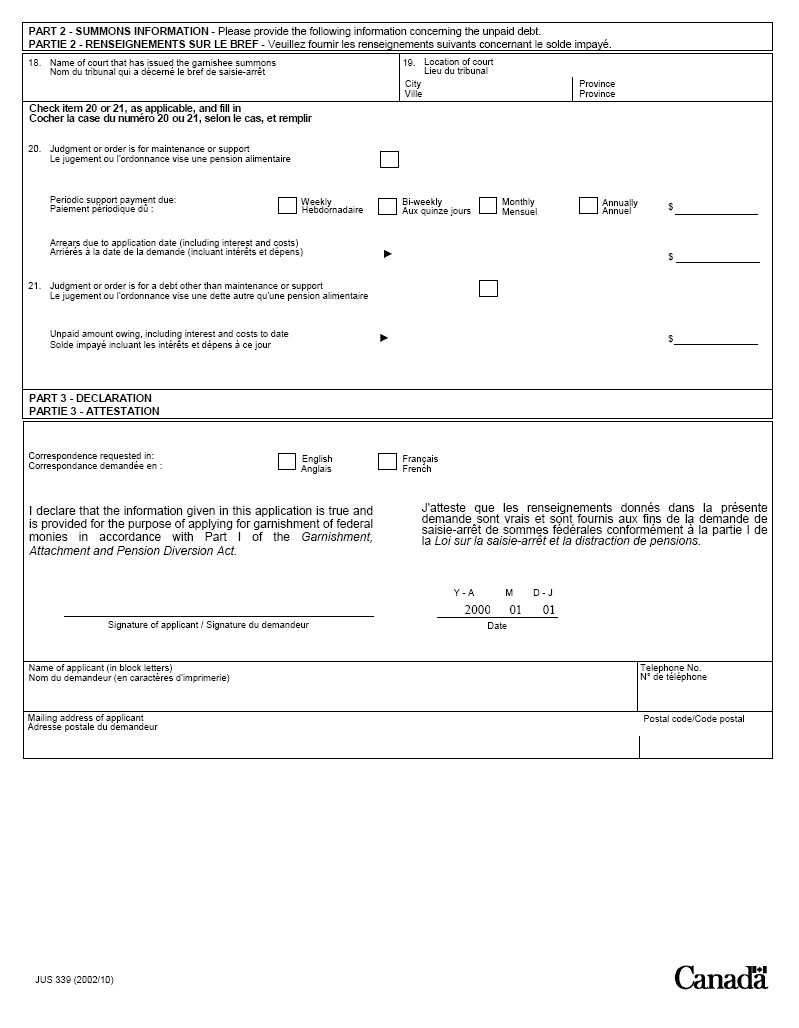 PART 2 - SUMMONS INFORMATION - Please provide the following information concerning the unpaid debt.
PARTIE 2 - RENSEIGNEMENTS SUR LE BREF - Veuillez fournir les renseignements suivants concernant le solde impayé.
18. Name of court that has issued the garnishee summons
Nom du tribunal qui a décerné le bref de saisie-arrêt
19. Location of court
Lieu du tribunal
City
Ville
Province
Province
Check item 20 or 21, as applicable, and fill in
Cocher la case du numéro 20 ou 21, selon le cas, et remplir
20. Judgment or order is for maintenance or support
Le jugement ou l'ordonnance vise une pension alimentaire
Periodic support payment due:
Paiement périodique dû :
Weekly
Hebdornadaire
Bi-weekly
Aux quinze jours
Monthly
Mensuel
Annually
Annuel
$
Arrears due to application date (including interest and costs)
Arriérés à la date de la demande (incluant intérêts et dépens)
►
$
21. Judgment or order is for a debt other than maintenance or support
Le jugement ou l'ordonnance vise une dette autre qu'une pension alimentaire
Unpaid amount owing, including interest and costs to date
Solde impayé incluant les intérêts et dépens à ce jour
►
$
PART 3 - DECLARATION
PARTIE 3 - ATTESTATION
Correspondence requested in:
Correspondance demandée en :
English
Anglais
Français
French
I declare that the information given in this application is true and
is provided for the purpose of applying for garnishment of federal
monies in accordance with Part I of the Garnishment,
Attachment and Pension Diversion Act.
J'atteste que les renseignements donnés dans la présente
demande sont vrais et sont fournis aux fins de la demande de
saisie-arrêt de sommes fédérales conformément à la partie I de
la Loi sur la saisie-arrêt et la distraction de pensions.
Y - A M D - J
2000 01 01
Signature of applicant / Signature du demandeur
Date
Name of applicant (in block letters)
Nom du demandeur (en caractères d'imprimerie)
Telephone No.
N° de téléphone
Mailing address of applicant
Adresse postale du demandeur
Postal code/Code postal
JUS 339 (2002/10)
Canada